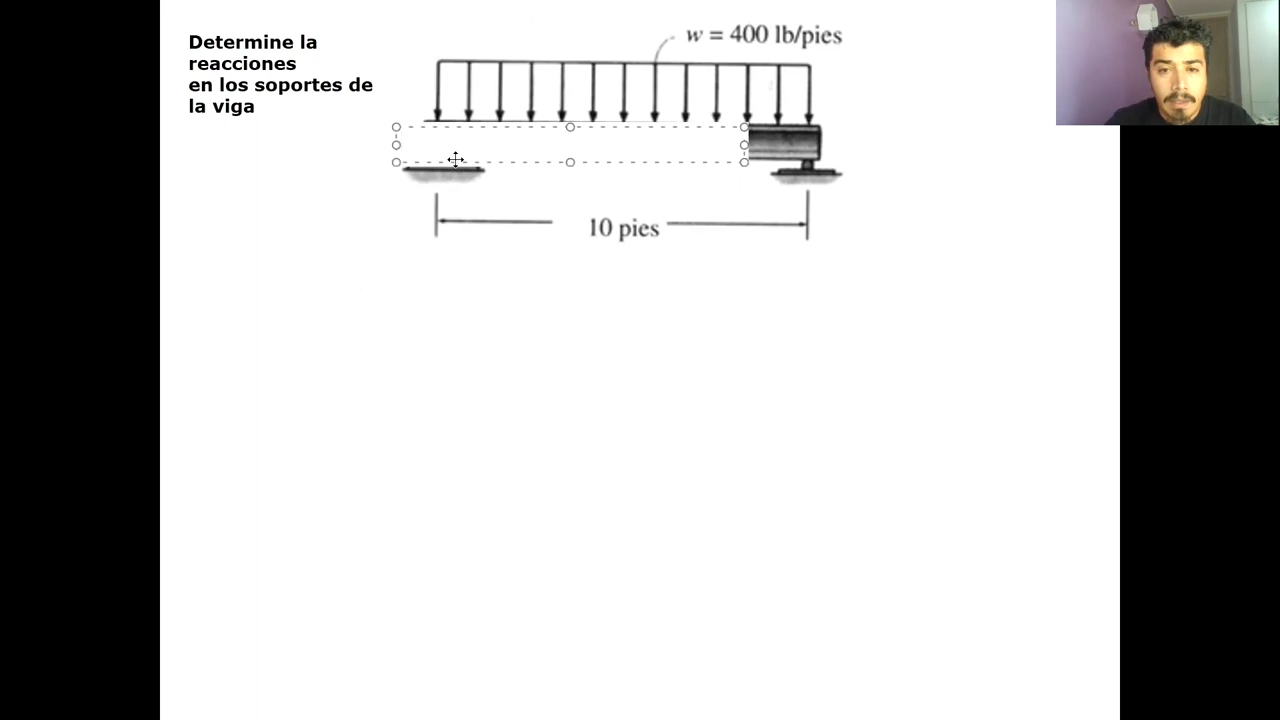 Determine la
reacciones
en los soportes de
la viga
w = 400 lb/pies
10 pies